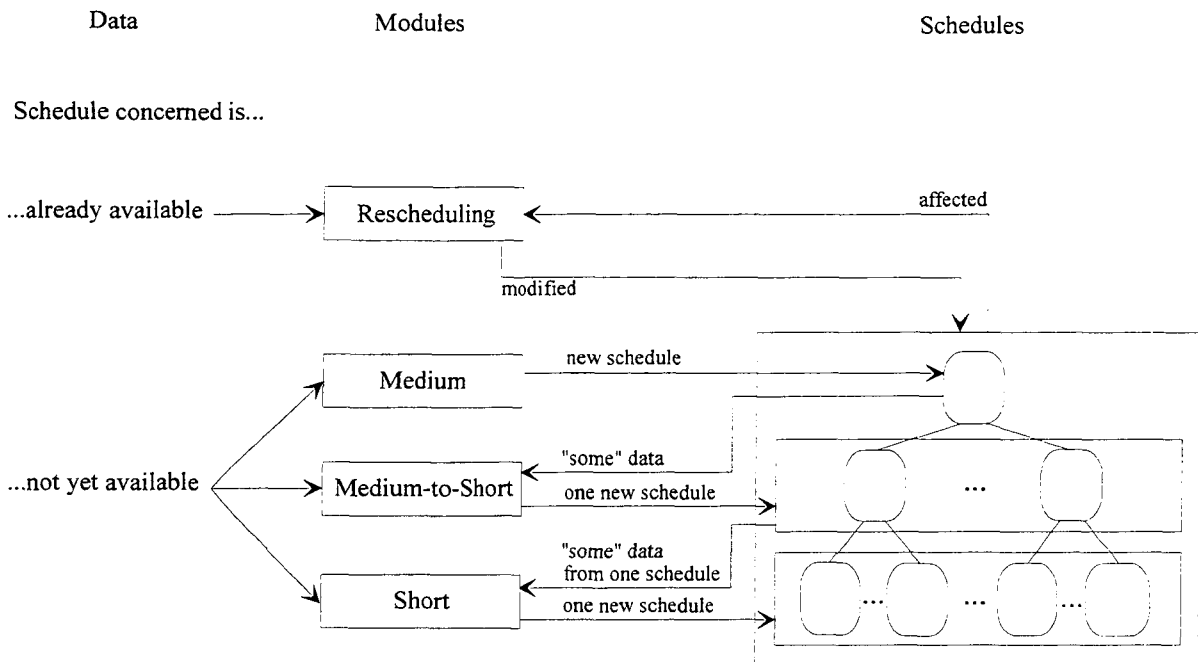 Data Modules Schedules
Schedule concerned is...
...already available Rescheduling affected
modified
Medium new schedule
"some" data
...not yet available Medium-to-Short ...
one new schedule
"some" data
from one schedule
Short ... ... ...
one new schedule